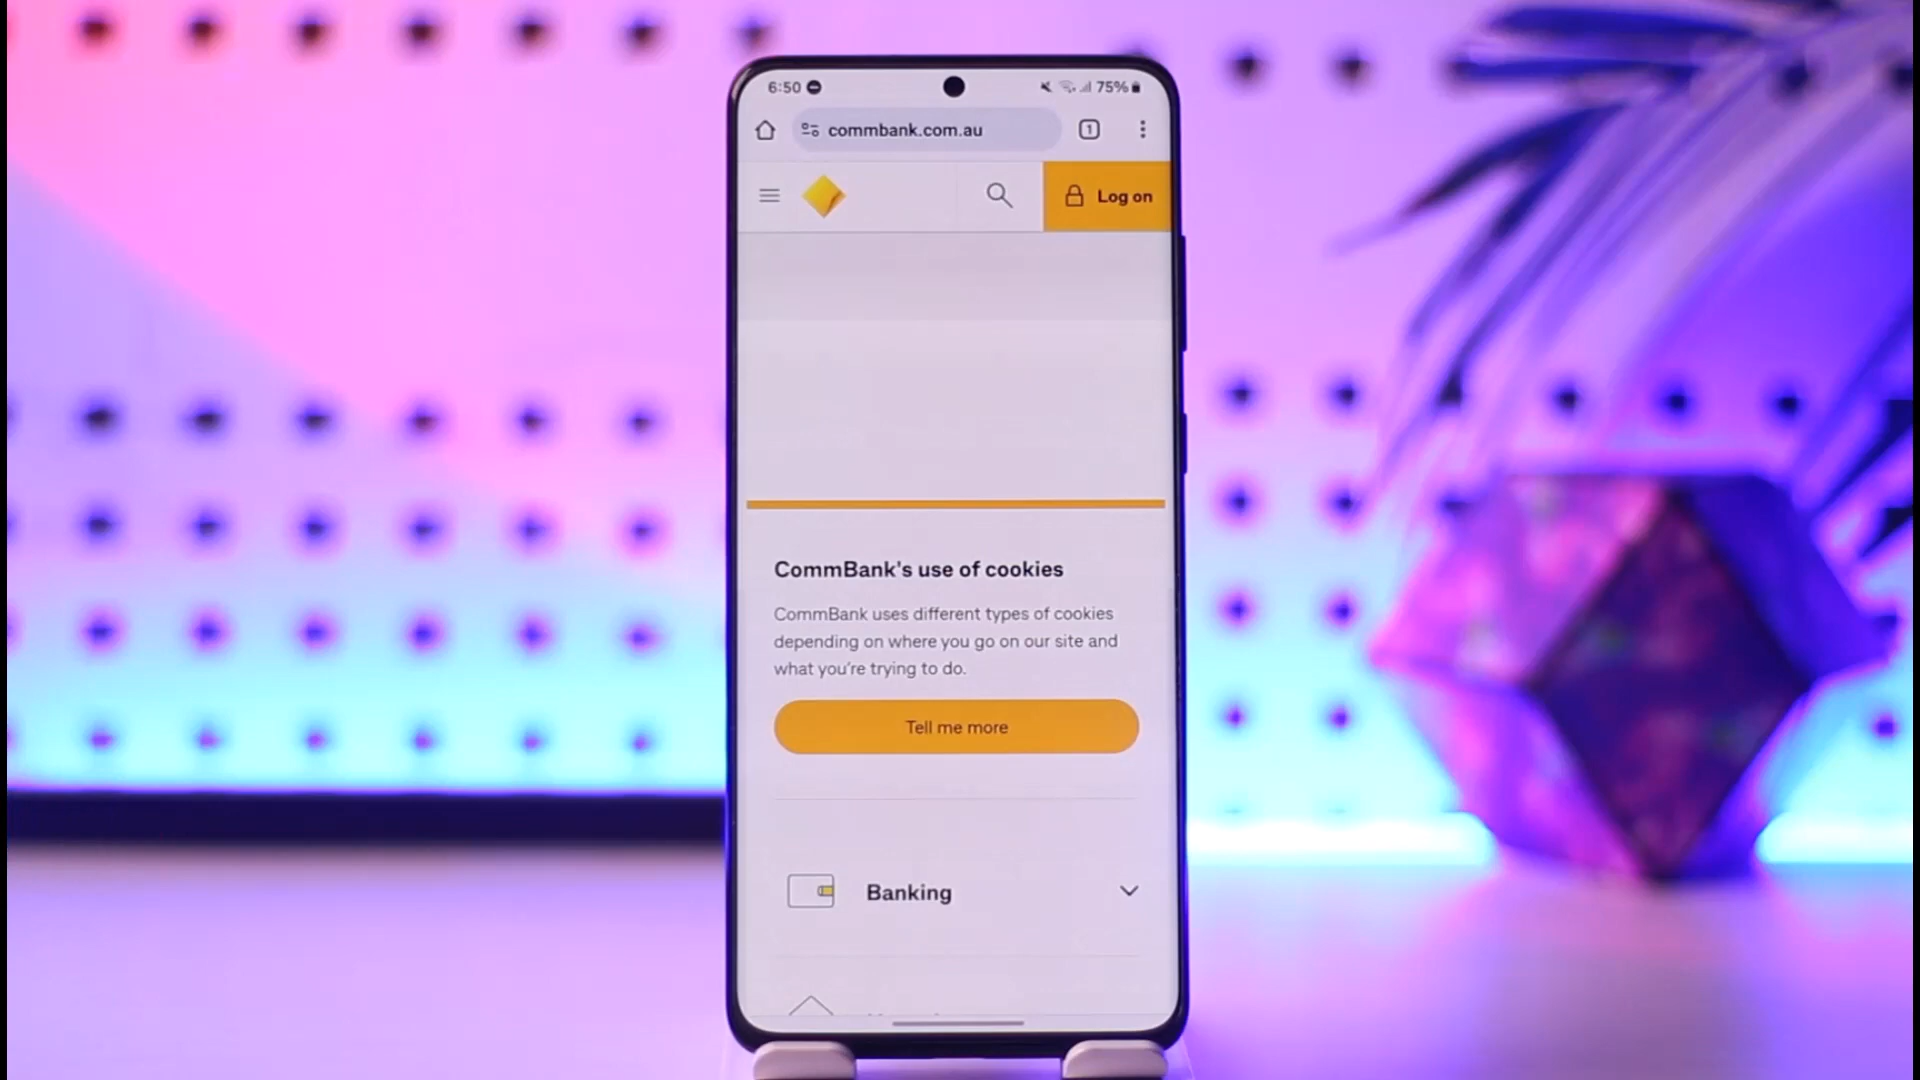 6:50
75%
commbank.com.au
1
Log on
CommBank's use of cookies
CommBank uses different types of cookies
depending on where you go on our site and
what you're trying to do.
Tell me more
Banking